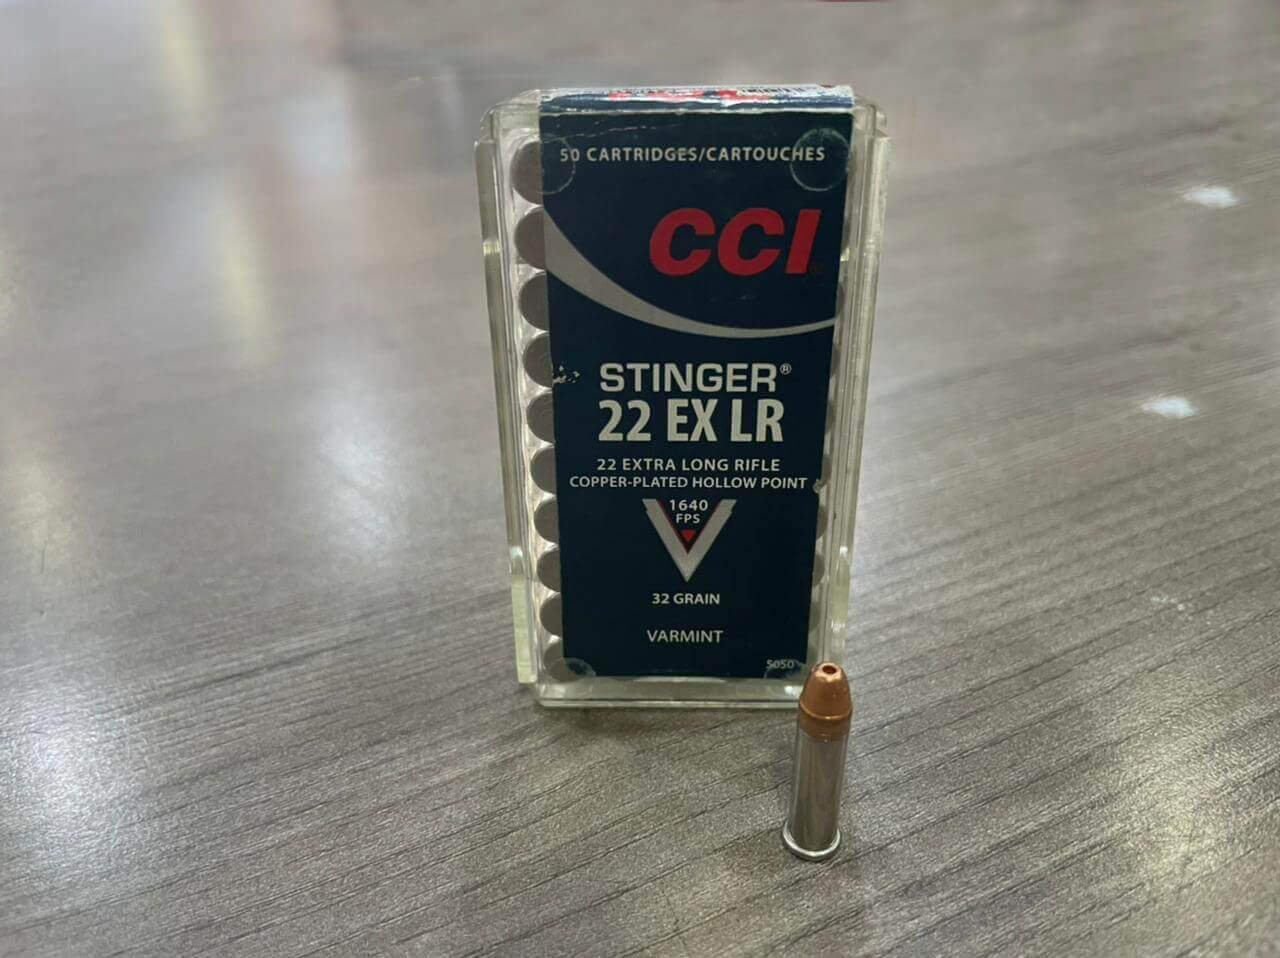 50 CARTRIDGES/CARTOUCHES
CCI
STINGER®
22 EX LR
22 EXTRA LONG RIFLE
COPPER-PLATED HOLLOW POINT
1640
FPS
32 GRAIN
VARMINT
5050